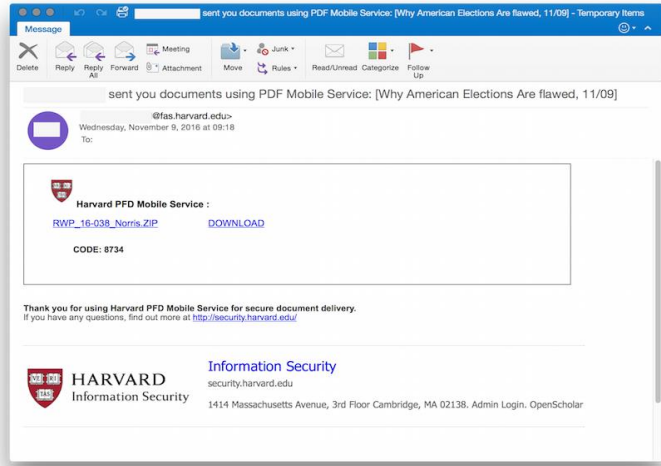 sent you documents using PDF Mobile Service: [Why American Elections Are flawed, 11/09] - Temporary Items
Message
Delete
Reply
Reply All
Forward
Meeting
Attachment
Move
Junk
Rules
Read/Unread
Categorize
Follow Up
sent you documents using PDF Mobile Service: [Why American Elections Are flawed, 11/09]
@fas.harvard.edu>
Wednesday, November 9, 2016 at 09:18
To:
Harvard PFD Mobile Service :
RWP_16-038_Norris.ZIP DOWNLOAD
CODE: 8734
Thank you for using Harvard PFD Mobile Service for secure document delivery.
If you have any questions, find out more at http://security.harvard.edu/
HARVARD
Information Security
Information Security
security.harvard.edu
1414 Massachusetts Avenue, 3rd Floor Cambridge, MA 02138. Admin Login. OpenScholar